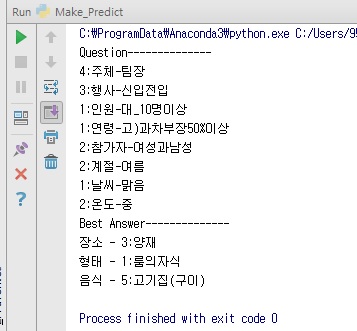 Run Make_Predict
C:\ProgramData\Anaconda3\python.exe C:/Users/9
Question--------------
4:주체-팀장
3:행사-신입전입
1:인원-대_10명이상
1:연령-고)과차부장50%이상
2:참가자-여성과남성
2:계절-여름
1:날씨-맑음
2:온도-중
Best Answer--------------
장소 - 3:양재
형태 - 1:룸의자식
음식 - 5:고기집(구이)
Process finished with exit code 0